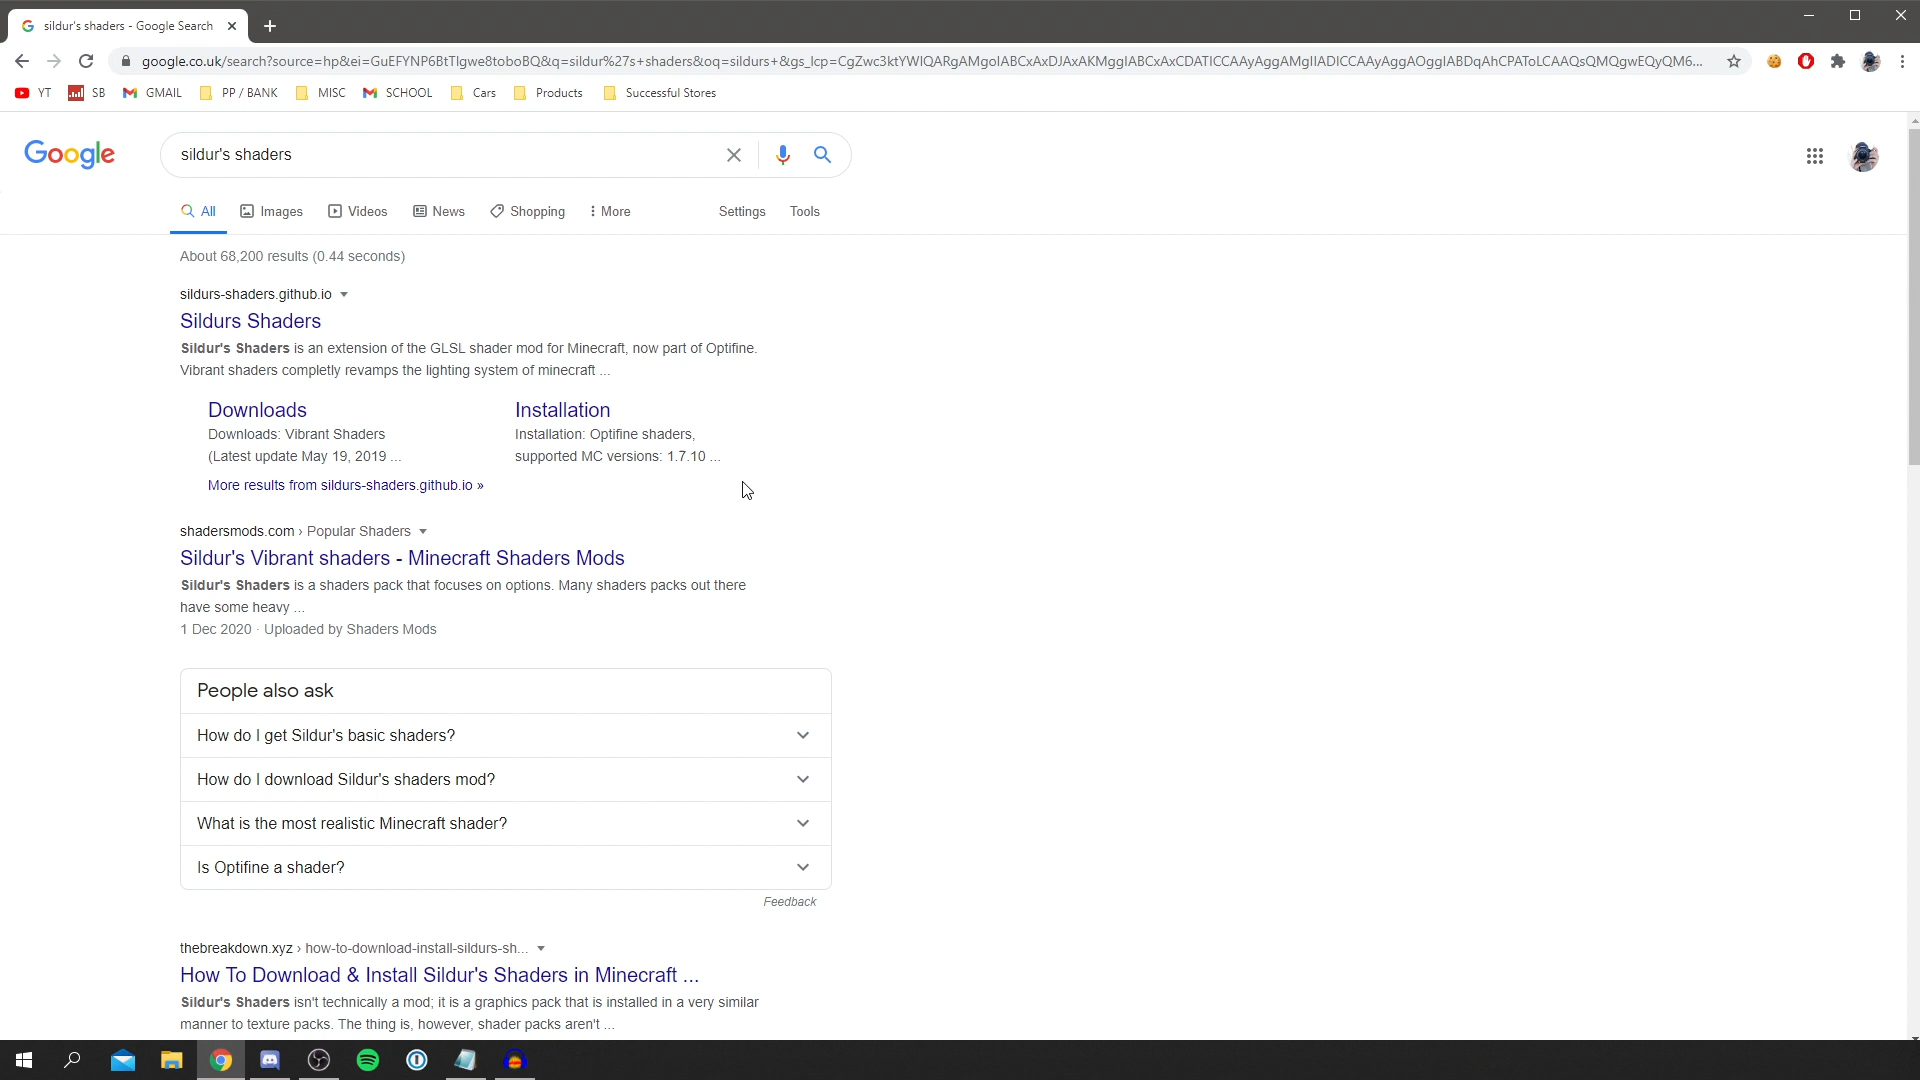 sildur's shaders - Google Search
google.co.uk/search?source=hp&ei=GuEFYNP6BtTIgwe8toboBQ&q=sildur%27s+shaders&oq=sildurs+&gs_lcp=CgZwc3ktYWIQARgAMgoIABCxAxDJAxAKMggIABCxAxCDATICCAAyAggAMgIIADICCAAyAggAOggIABDqAhCPAToLCAAQsQMQgwEQyQM6...
YT SB GMAIL PP / BANK MISC SCHOOL Cars Products Successful Stores
Google sildur's shaders
All Images Videos News Shopping More Settings Tools
About 68,200 results (0.44 seconds)
sildurs-shaders.github.io
Sildurs Shaders
Sildur's Shaders is an extension of the GLSL shader mod for Minecraft, now part of Optifine.
Vibrant shaders completly revamps the lighting system of minecraft ...
Downloads
Downloads: Vibrant Shaders
(Latest update May 19, 2019 ...
Installation
Installation: Optifine shaders,
supported MC versions: 1.7.10 ...
More results from sildurs-shaders.github.io »
shadersmods.com › Popular Shaders
Sildur's Vibrant shaders - Minecraft Shaders Mods
Sildur's Shaders is a shaders pack that focuses on options. Many shaders packs out there
have some heavy ...
1 Dec 2020 · Uploaded by Shaders Mods
People also ask
How do I get Sildur's basic shaders?
How do I download Sildur's shaders mod?
What is the most realistic Minecraft shader?
Is Optifine a shader?
Feedback
thebreakdown.xyz › how-to-download-install-sildurs-sh...
How To Download & Install Sildur's Shaders in Minecraft ...
Sildur's Shaders isn't technically a mod; it is a graphics pack that is installed in a very similar
manner to texture packs. The thing is, however, shader packs aren't ...